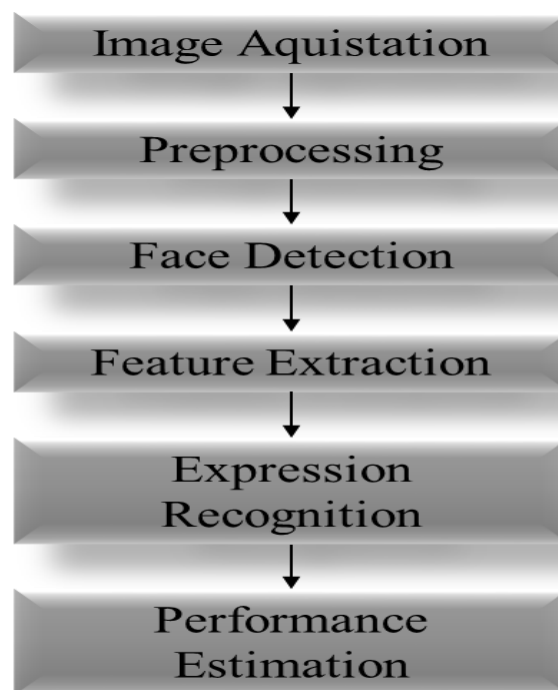 Image Aquistation
Preprocessing
Face Detection
Feature Extraction
Expression
Recognition
Performance
Estimation